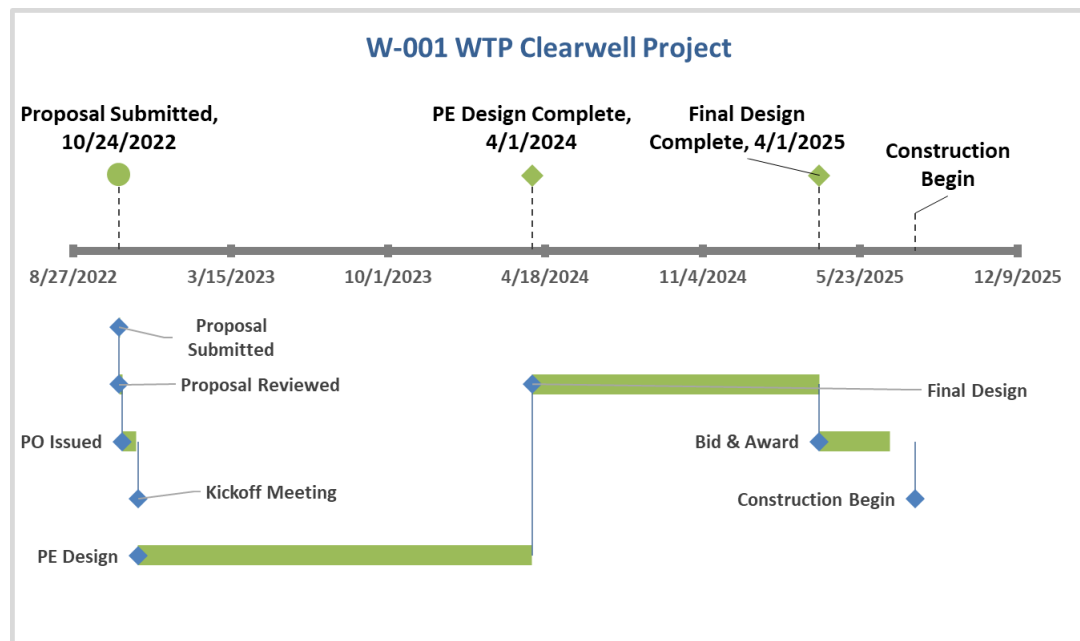 W-001 WTP Clearwell Project
Proposal Submitted,
10/24/2022
PE Design Complete,
4/1/2024
Final Design
Complete, 4/1/2025
Construction
Begin
8/27/2022
3/15/2023
10/1/2023
4/18/2024
11/4/2024
5/23/2025
12/9/2025
Proposal
Submitted
Proposal Reviewed
Final Design
PO Issued
Bid & Award
Kickoff Meeting
Construction Begin
PE Design